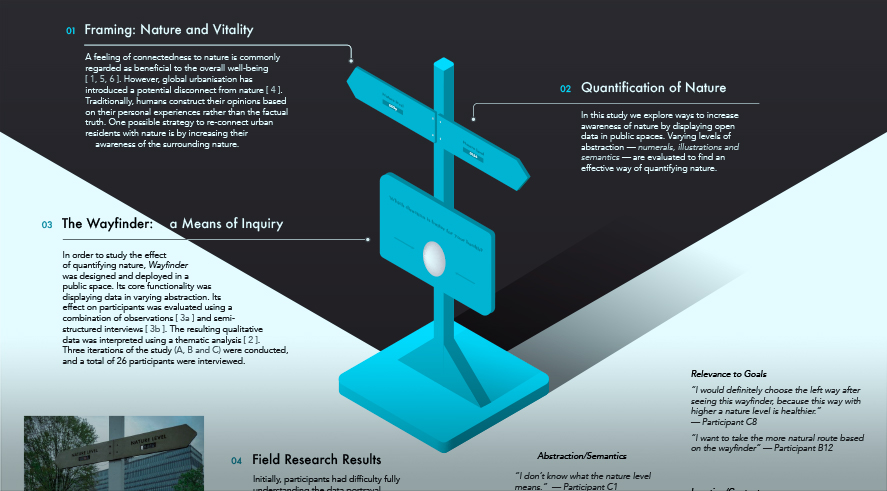 01 Framing: Nature and Vitality
A feeling of connectedness to nature is commonly
regarded as beneficial to the overall well-being
[ 1, 5, 6 ]. However, global urbanisation has
introduced a potential disconnect from nature [ 4 ].
Traditionally, humans construct their opinions based
on their personal experiences rather than the factual
truth. One possible strategy to re-connect urban
residents with nature is by increasing their
awareness of the surrounding nature.
02 Quantification of Nature
In this study we explore ways to increase
awareness of nature by displaying open
data in public spaces. Varying levels of
abstraction — numerals, illustrations and
semantics — are evaluated to find an
effective way of quantifying nature.
03 The Wayfinder: a Means of Inquiry
In order to study the effect
of quantifying nature, Wayfinder
was designed and deployed in a
public space. Its core functionality was
displaying data in varying abstraction. Its
effect on participants was evaluated using a
combination of observations [ 3a ] and semi-
structured interviews [ 3b ]. The resulting qualitative
data was interpreted using a thematic analysis [ 2 ].
Three iterations of the study (A, B and C) were conducted,
and a total of 26 participants were interviewed.
NATURE LEVEL
NATURE LEVEL
04 Field Research Results
Initially, participants had difficulty fully
understanding the data portrayal
Abstraction/Semantics
“I don’t know what the nature level
means.” — Participant C1
Relevance to Goals
“I would definitely choose the left way after
seeing this wayfinder, because this way with
higher a nature level is healthier.”
— Participant C8
“I want to take the more natural route based
on the wayfinder” — Participant B12